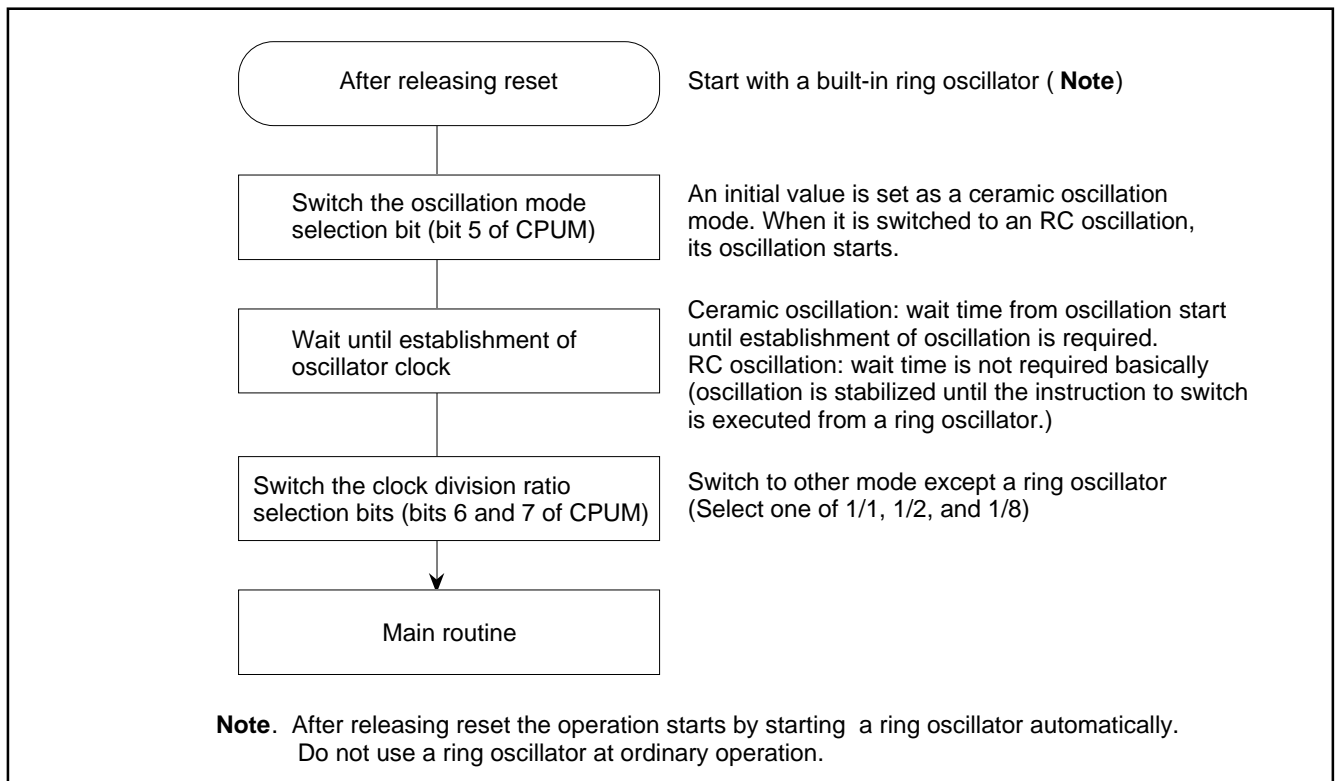 After releasing reset
Start with a built-in ring oscillator ( Note)
Switch the oscillation mode
selection bit (bit 5 of CPUM)
An initial value is set as a ceramic oscillation
mode. When it is switched to an RC oscillation,
its oscillation starts.
Wait until establishment of
oscillator clock
Ceramic oscillation: wait time from oscillation start
until establishment of oscillation is required.
RC oscillation: wait time is not required basically
(oscillation is stabilized until the instruction to switch
is executed from a ring oscillator.)
Switch the clock division ratio
selection bits (bits 6 and 7 of CPUM)
Switch to other mode except a ring oscillator
(Select one of 1/1, 1/2, and 1/8)
Main routine
Note. After releasing reset the operation starts by starting a ring oscillator automatically.
Do not use a ring oscillator at ordinary operation.